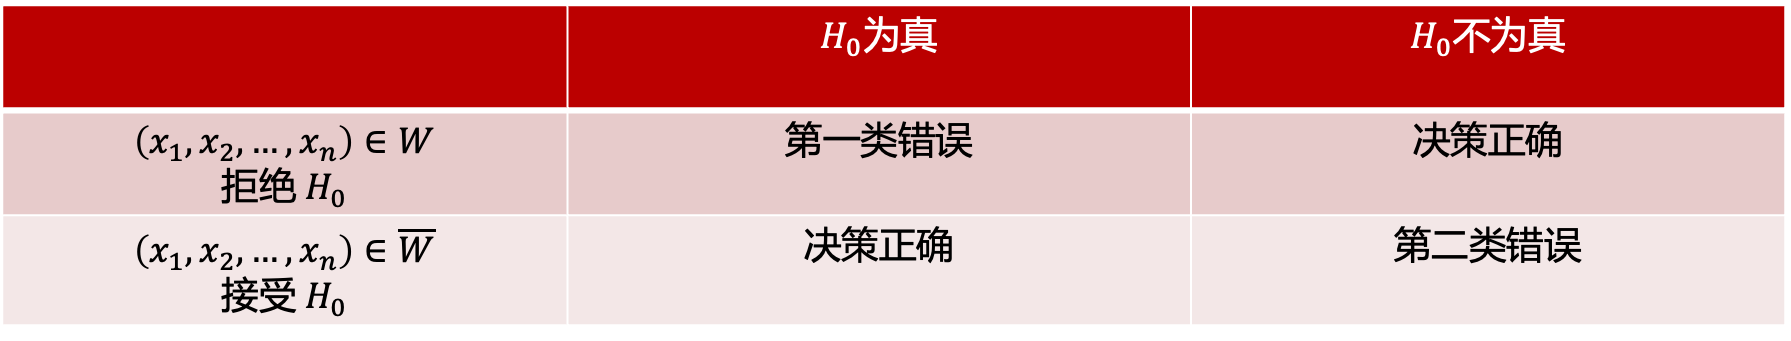 H₀为真
H₀不为真
(x₁, x₂, ..., xₙ) ∈ W
拒绝 H₀
第一类错误
决策正确
(x₁, x₂, ..., xₙ) ∈ W̅
接受 H₀
决策正确
第二类错误